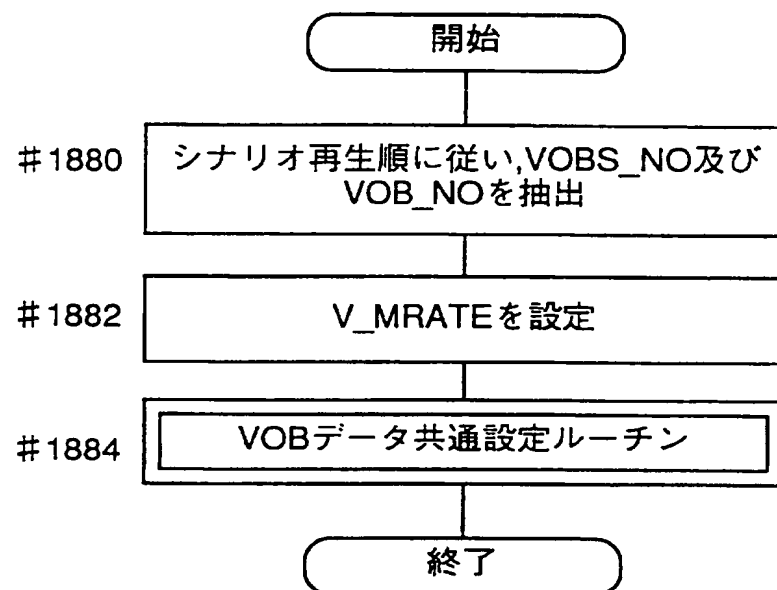 開始
#1880
シナリオ再生順に従い,VOBS_NO及び
VOB_NOを抽出
#1882
V_MRATEを設定
#1884
VOBデータ共通設定ルーチン
終了